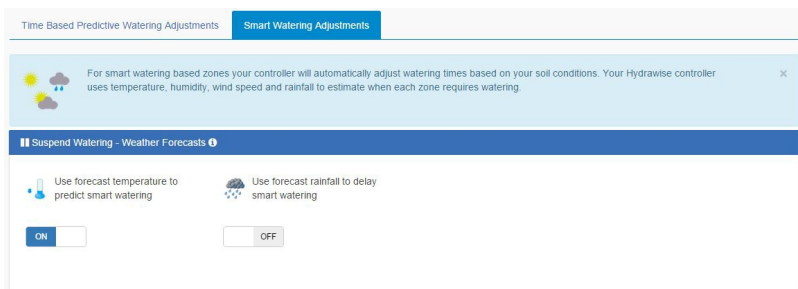 Time Based Predictive Watering Adjustments
Smart Watering Adjustments
For smart watering based zones your controller will automatically adjust watering times based on your soil conditions. Your Hydrawise controller
uses temperature, humidity, wind speed and rainfall to estimate when each zone requires watering.
×
Suspend Watering - Weather Forecasts
Use forecast temperature to
predict smart watering
Use forecast rainfall to delay
smart watering
ON
OFF